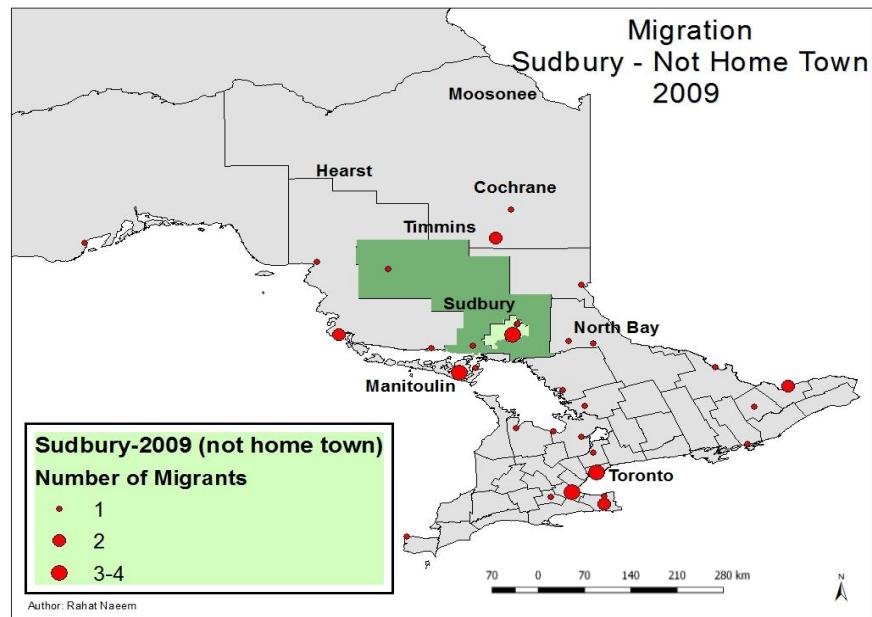 Migration
Sudbury - Not Home Town
2009
Moosonee
Hearst
Cochrane
Timmins
Sudbury
North Bay
Manitoulin
Sudbury-2009 (not home town)
Number of Migrants
1
2
3-4
Toronto
70 0 70 140 210 280 km
N
Author: Rahat Naeem